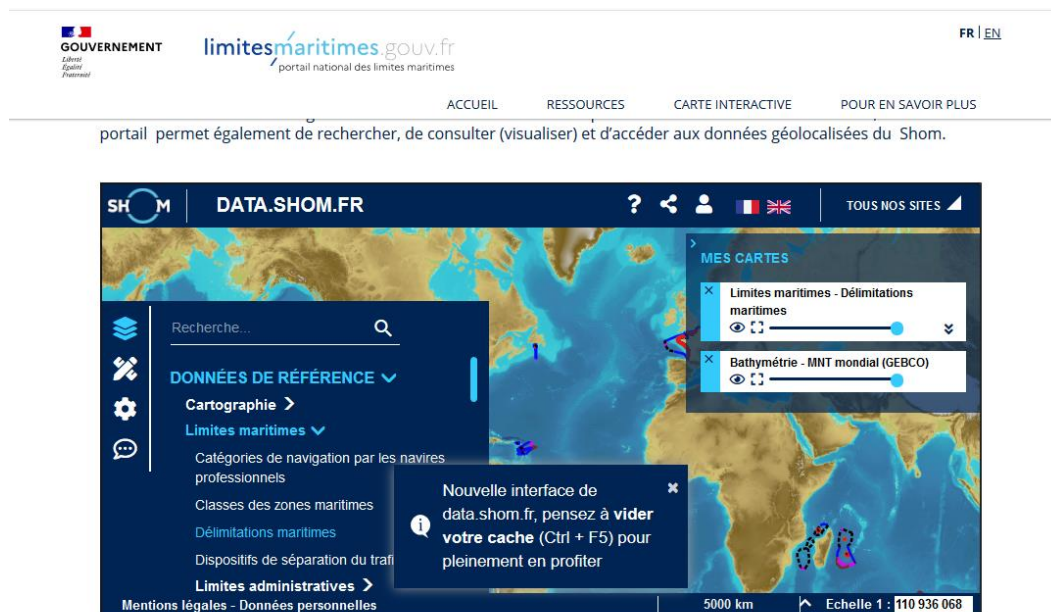 GOUVERNEMENT
Liberté
Égalité
Fraternité
limitesmaritimes.gouv.fr
portail national des limites maritimes
FR | EN
ACCUEIL RESSOURCES CARTE INTERACTIVE POUR EN SAVOIR PLUS
portail permet également de rechercher, de consulter (visualiser) et d'accéder aux données géolocalisées du Shom.
SHOM DATA.SHOM.FR ? TOUS NOS SITES
MES CARTES
Limites maritimes - Délimitations
maritimes
Bathymétrie - MNT mondial (GEBCO)
Recherche...
DONNÉES DE RÉFÉRENCE
Cartographie
Limites maritimes
Catégories de navigation par les navires
professionnels
Classes des zones maritimes
Délimitations maritimes
Dispositifs de séparation du trafi
Limites administratives
Nouvelle interface de
data.shom.fr, pensez à vider
votre cache (Ctrl + F5) pour
pleinement en profiter
Mentions légales - Données personnelles
5000 km Echelle 1 : 110 936 068